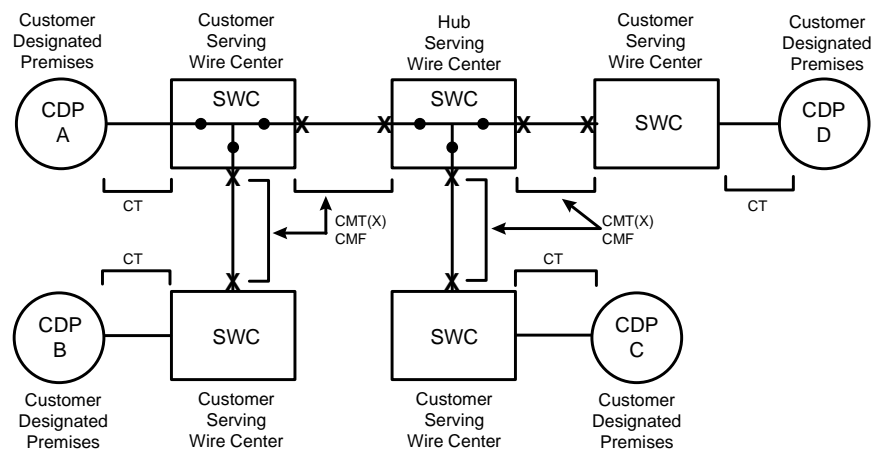 Customer
Designated
Premises
Customer
Serving
Wire Center
Hub
Serving
Wire Center
Customer
Serving
Wire Center
Customer
Designated
Premises
CDP
A
SWC
X
X
SWC
X
X
SWC
CDP
D
CT
X
X
CT
CMT(X)
CMF
CMT(X)
CMF
CT
CT
X
X
CDP
B
SWC
SWC
CDP
C
Customer
Designated
Premises
Customer
Serving
Wire Center
Customer
Serving
Wire Center
Customer
Designated
Premises